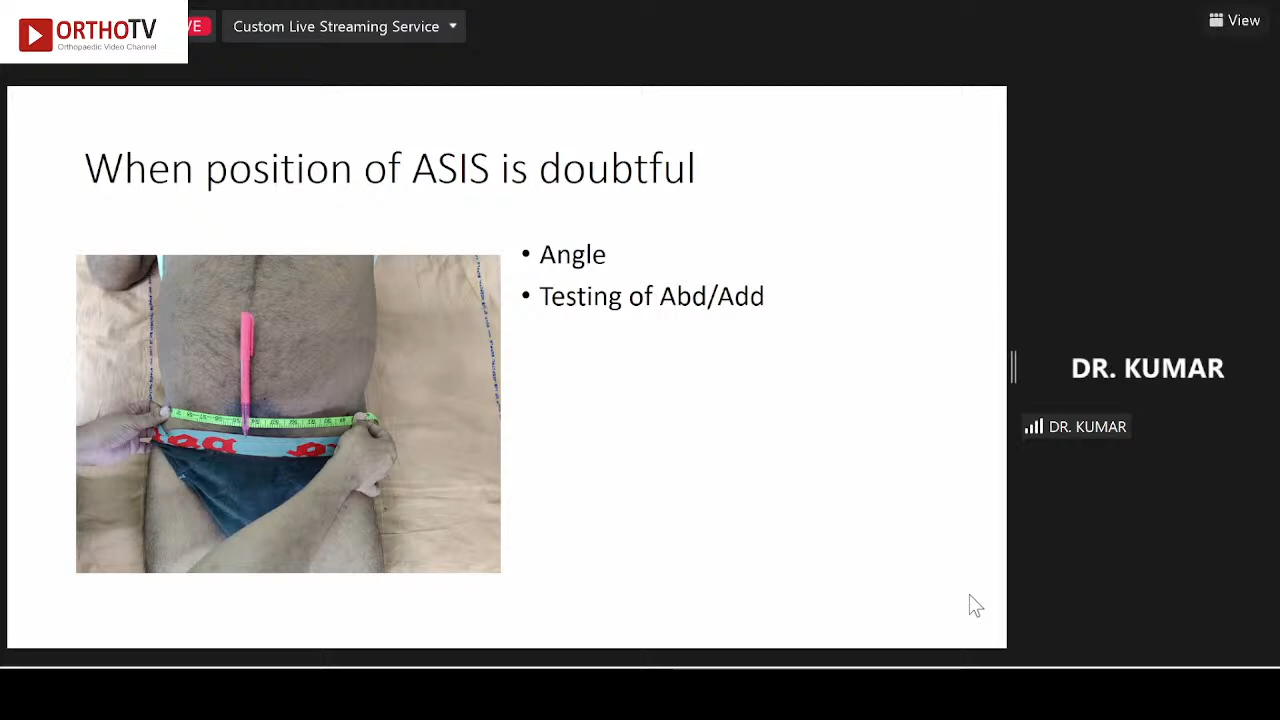 ORTHOTV
Orthopaedic Video Channel
VE
Custom Live Streaming Service
View
When position of ASIS is doubtful
• Angle
• Testing of Abd/Add
DR. KUMAR
DR. KUMAR